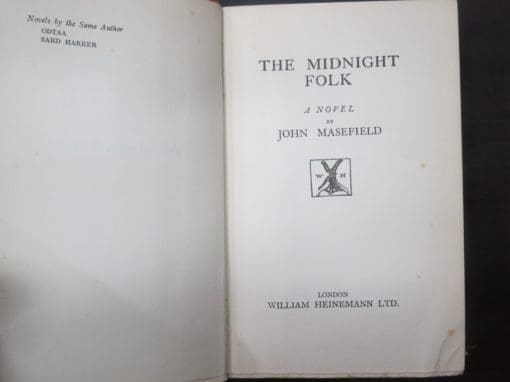 Novels by the Same Author
ODTAA
SARD HARKER
THE MIDNIGHT
FOLK
A NOVEL
BY
JOHN MASEFIELD
W H
LONDON
WILLIAM HEINEMANN LTD.